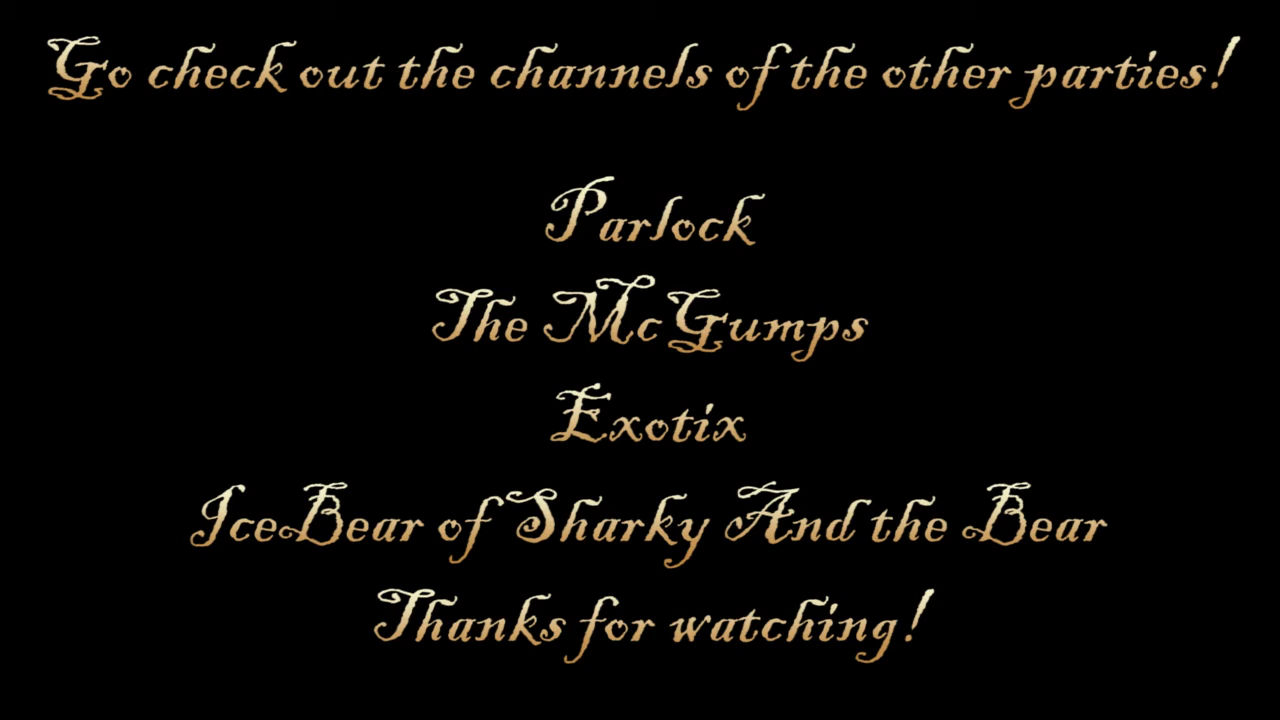 Go check out the channels of the other parties!
Parlock
The McGumps
Exotix
IceBear of Sharky And the Bear
Thanks for watching!